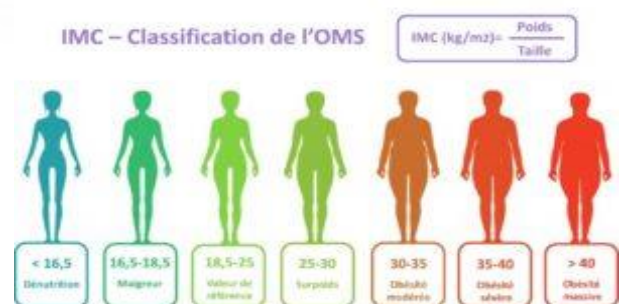 IMC – Classification de l'OMS
IMC (kg/m2)= Poids
Taille
< 16,5
Dénutrition
16,5-18,5
Maigreur
18,5-25
Valeur de
référence
25-30
Surpoids
30-35
Obésité
modérée
35-40
Obésité
sévère
> 40
Obésité
massive